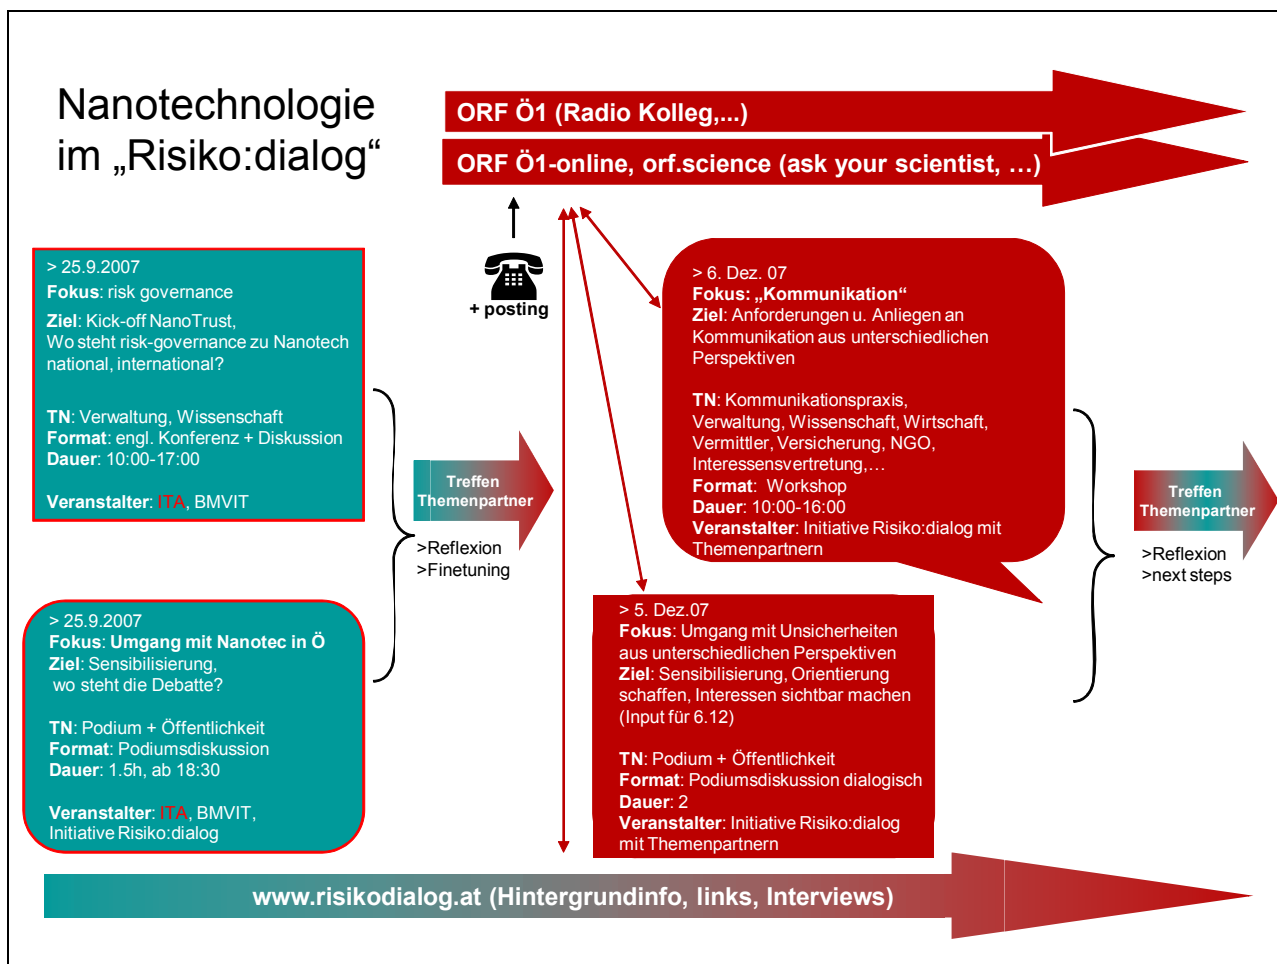 Nanotechnologie
im „Risiko:dialog“
ORF Ö1 (Radio Kolleg,...)
ORF Ö1-online, orf.science (ask your scientist, …)
+ posting
> 25.9.2007
Fokus: risk governance
Ziel: Kick-off NanoTrust,
Wo steht risk-governance zu Nanotech
national, international?
TN: Verwaltung, Wissenschaft
Format: engl. Konferenz + Diskussion
Dauer: 10:00-17:00
Veranstalter: ITA, BMVIT
> 25.9.2007
Fokus: Umgang mit Nanotec in Ö
Ziel: Sensibilisierung,
wo steht die Debatte?
TN: Podium + Öffentlichkeit
Format: Podiumsdiskussion
Dauer: 1.5h, ab 18:30
Veranstalter: ITA, BMVIT,
Initiative Risiko:dialog
Treffen
Themenpartner
>Reflexion
>Finetuning
> 6. Dez. 07
Fokus: „Kommunikation“
Ziel: Anforderungen u. Anliegen an
Kommunikation aus unterschiedlichen
Perspektiven
TN: Kommunikationspraxis,
Verwaltung, Wissenschaft, Wirtschaft,
Vermittler, Versicherung, NGO,
Interessensvertretung,…
Format: Workshop
Dauer: 10:00-16:00
Veranstalter: Initiative Risiko:dialog mit
Themenpartnern
> 5. Dez.07
Fokus: Umgang mit Unsicherheiten
aus unterschiedlichen Perspektiven
Ziel: Sensibilisierung, Orientierung
schaffen, Interessen sichtbar machen
(Input für 6.12)
TN: Podium + Öffentlichkeit
Format: Podiumsdiskussion dialogisch
Dauer: 2
Veranstalter: Initiative Risiko:dialog
mit Themenpartnern
Treffen
Themenpartner
>Reflexion
>next steps
www.risikodialog.at (Hintergrundinfo, links, Interviews)